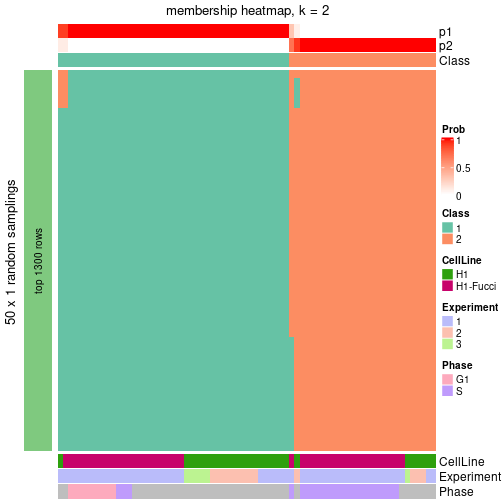 membership heatmap, k = 2
p1
p2
Class
50 x 1 random samplings
top 1300 rows
Prob
1
0.5
0
Class
1
2
CellLine
H1
H1-Fucci
Experiment
1
2
3
Phase
G1
S
CellLine
Experiment
Phase